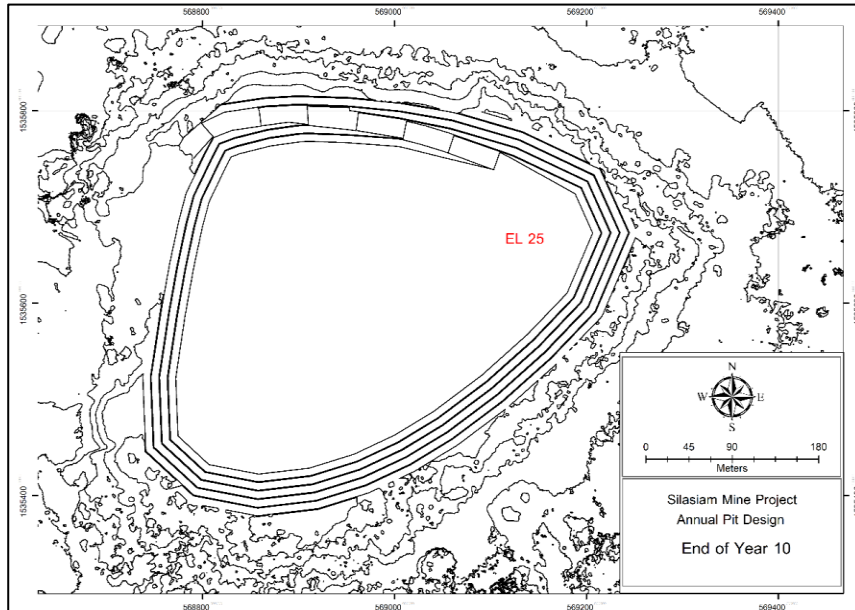 568800 569000 569200 569400
1535800
EL 25
1535600
N
W E
S
0 45 90 180
Meters
1535400
Silasiam Mine Project
Annual Pit Design
End of Year 10
568800 569000 569200 569400